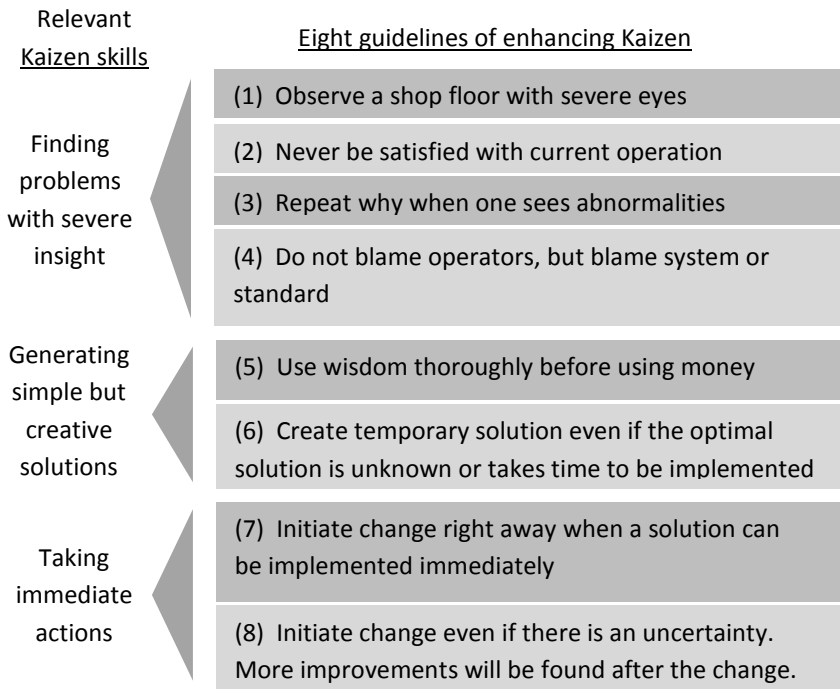 Relevant
Kaizen skills
Eight guidelines of enhancing Kaizen
Finding
problems
with severe
insight
(1) Observe a shop floor with severe eyes
(2) Never be satisfied with current operation
(3) Repeat why when one sees abnormalities
(4) Do not blame operators, but blame system or
standard
Generating
simple but
creative
solutions
(5) Use wisdom thoroughly before using money
(6) Create temporary solution even if the optimal
solution is unknown or takes time to be implemented
Taking
immediate
actions
(7) Initiate change right away when a solution can
be implemented immediately
(8) Initiate change even if there is an uncertainty.
More improvements will be found after the change.